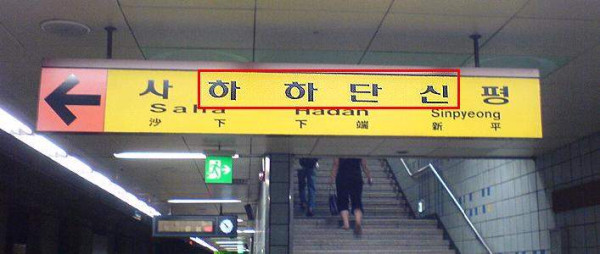 사하 하단 신평
Saha Hadan Sinpyeong
沙下 下端 新平